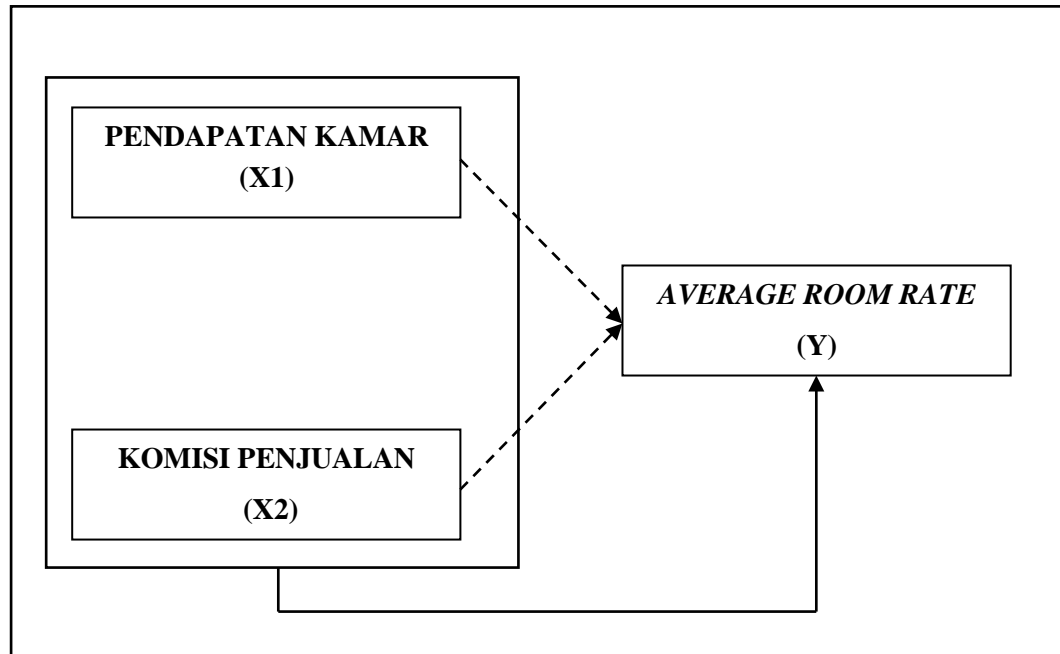 PENDAPATAN KAMAR
(X1)
AVERAGE ROOM RATE
(Y)
KOMISI PENJUALAN
(X2)